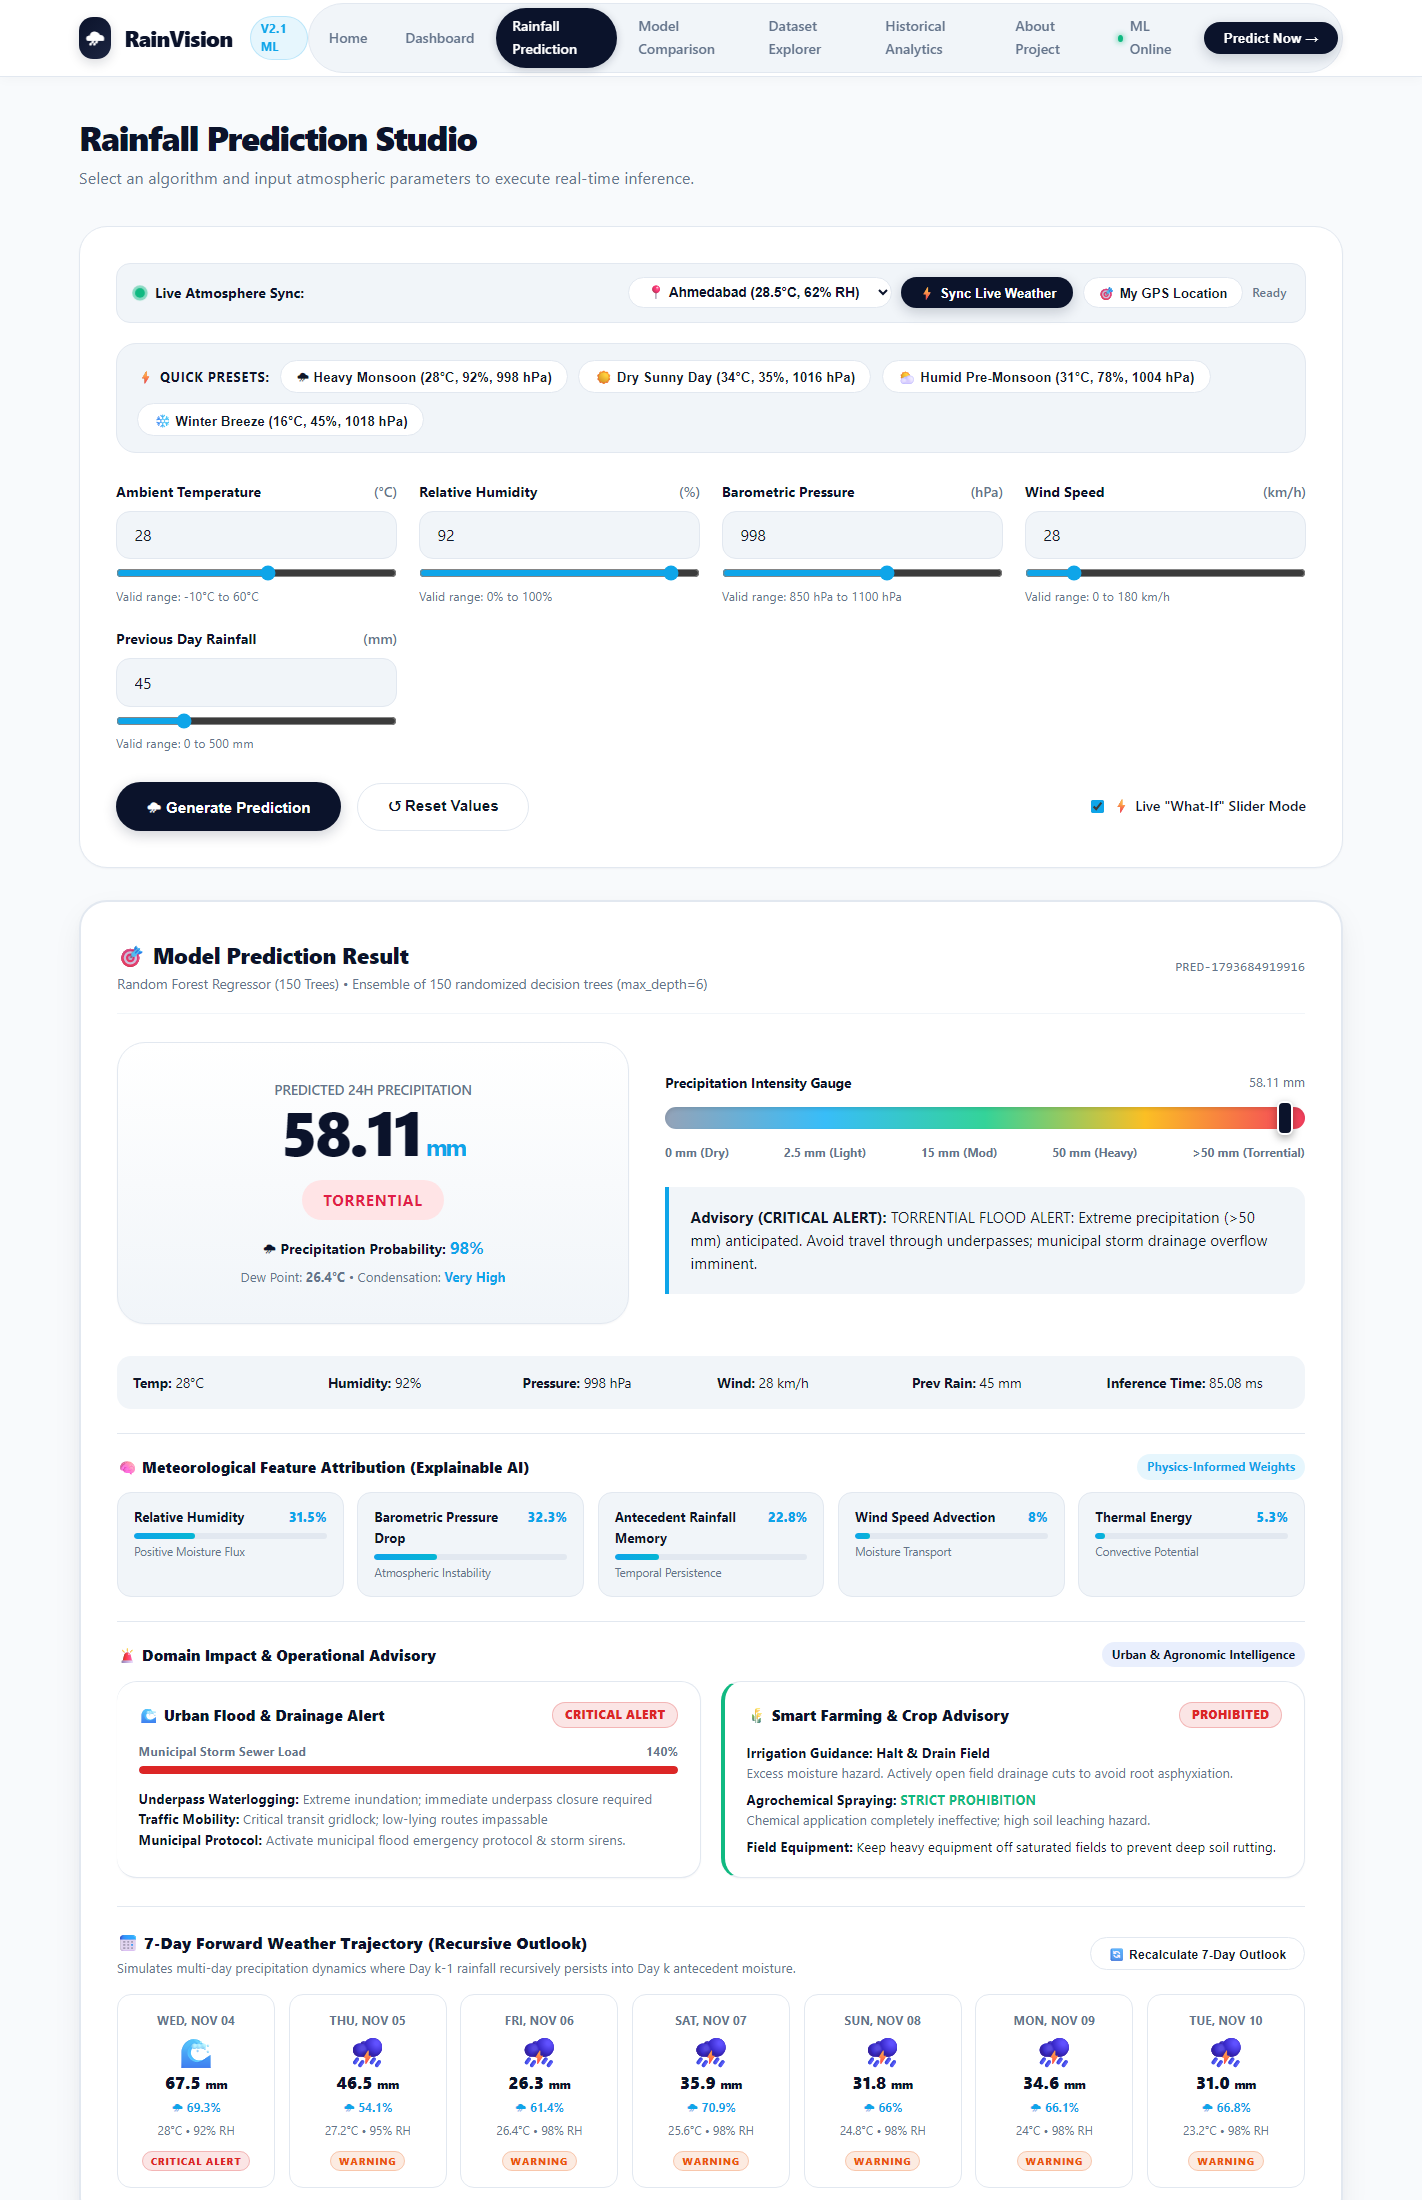 RainVision
V2.1 ML
Home
Dashboard
Rainfall Prediction
Model Comparison
Dataset Explorer
Historical Analytics
About Project
ML Online
Predict Now →
Rainfall Prediction Studio
Select an algorithm and input atmospheric parameters to execute real-time inference.
Live Atmosphere Sync:
📍 Ahmedabad (28.5°C, 62% RH)
⚡ Sync Live Weather
🎯 My GPS Location
Ready
⚡ QUICK PRESETS:
🌧 Heavy Monsoon (28°C, 92%, 998 hPa)
☀️ Dry Sunny Day (34°C, 35%, 1016 hPa)
🌦 Humid Pre-Monsoon (31°C, 78%, 1004 hPa)
❄️ Winter Breeze (16°C, 45%, 1018 hPa)
Ambient Temperature (°C)
28
Valid range: -10°C to 60°C
Relative Humidity (%)
92
Valid range: 0% to 100%
Barometric Pressure (hPa)
998
Valid range: 850 hPa to 1100 hPa
Wind Speed (km/h)
28
Valid range: 0 to 180 km/h
Previous Day Rainfall (mm)
45
Valid range: 0 to 500 mm
🌧 Generate Prediction
↺ Reset Values
⚡ Live "What-If" Slider Mode
🎯 Model Prediction Result
Random Forest Regressor (150 Trees) • Ensemble of 150 randomized decision trees (max_depth=6)
PRED-1793684919916
PREDICTED 24H PRECIPITATION
58.11 mm
TORRENTIAL
🌧 Precipitation Probability: 98%
Dew Point: 26.4°C • Condensation: Very High
Precipitation Intensity Gauge
58.11 mm
0 mm (Dry)
2.5 mm (Light)
15 mm (Mod)
50 mm (Heavy)
>50 mm (Torrential)
Advisory (CRITICAL ALERT): TORRENTIAL FLOOD ALERT: Extreme precipitation (>50
mm) anticipated. Avoid travel through underpasses; municipal storm drainage overflow
imminent.
Temp: 28°C
Humidity: 92%
Pressure: 998 hPa
Wind: 28 km/h
Prev Rain: 45 mm
Inference Time: 85.08 ms
🧠 Meteorological Feature Attribution (Explainable AI)
Physics-Informed Weights
Relative Humidity 31.5%
Positive Moisture Flux
Barometric Pressure Drop 32.3%
Atmospheric Instability
Antecedent Rainfall Memory 22.8%
Temporal Persistence
Wind Speed Advection 8%
Moisture Transport
Thermal Energy 5.3%
Convective Potential
🚨 Domain Impact & Operational Advisory
Urban & Agronomic Intelligence
🌊 Urban Flood & Drainage Alert
CRITICAL ALERT
Municipal Storm Sewer Load 140%
Underpass Waterlogging: Extreme inundation; immediate underpass closure required
Traffic Mobility: Critical transit gridlock; low-lying routes impassable
Municipal Protocol: Activate municipal flood emergency protocol & storm sirens.
🌾 Smart Farming & Crop Advisory
PROHIBITED
Irrigation Guidance: Halt & Drain Field
Excess moisture hazard. Actively open field drainage cuts to avoid root asphyxiation.
Agrochemical Spraying: STRICT PROHIBITION
Chemical application completely ineffective; high soil leaching hazard.
Field Equipment: Keep heavy equipment off saturated fields to prevent deep soil rutting.
📅 7-Day Forward Weather Trajectory (Recursive Outlook)
Simulates multi-day precipitation dynamics where Day k-1 rainfall recursively persists into Day k antecedent moisture.
🔄 Recalculate 7-Day Outlook
WED, NOV 04
67.5 mm
69.3%
28°C • 92% RH
CRITICAL ALERT
THU, NOV 05
46.5 mm
54.1%
27.2°C • 95% RH
WARNING
FRI, NOV 06
26.3 mm
61.4%
26.4°C • 98% RH
WARNING
SAT, NOV 07
35.9 mm
70.9%
25.6°C • 98% RH
WARNING
SUN, NOV 08
31.8 mm
66%
24.8°C • 98% RH
WARNING
MON, NOV 09
34.6 mm
66.1%
24°C • 98% RH
WARNING
TUE, NOV 10
31.0 mm
66.8%
23.2°C • 98% RH
WARNING